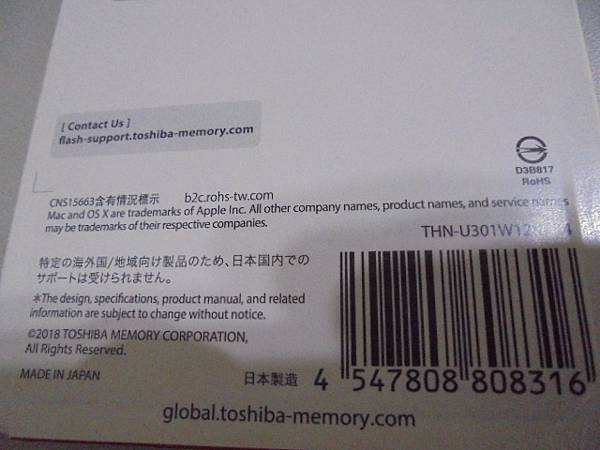 [ Contact Us ]
flash-support.toshiba-memory.com
D3B817
RoHS
CNS15663含有情況標示 b2c.rohs-tw.com
Mac and OS X are trademarks of Apple Inc. All other company names, product names, and service names
may be trademarks of their respective companies.
特定の海外国/地域向け製品のため、日本国内での
サポートは受けられません。
*The design, specifications, product manual, and related
information are subject to change without notice.
©2018 TOSHIBA MEMORY CORPORATION,
All Rights Reserved.
MADE IN JAPAN
日本製造
4 547808 808316
global.toshiba-memory.com